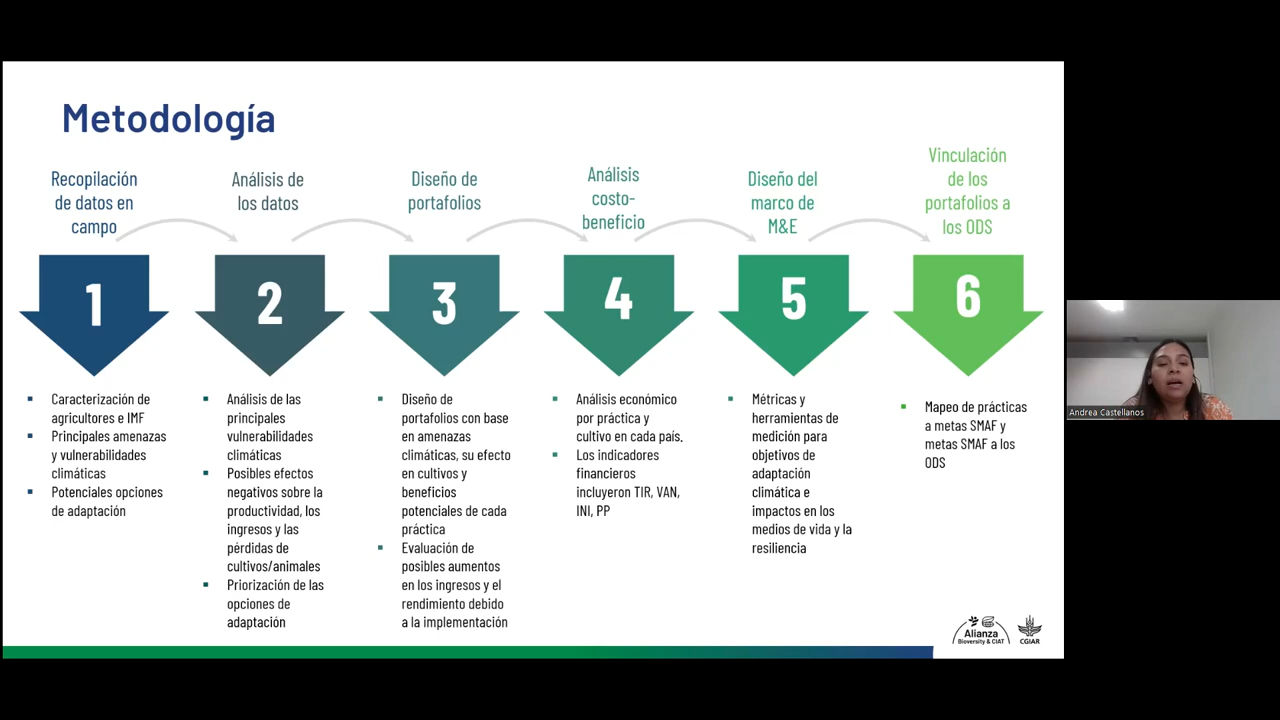 Metodología
Recopilación
de datos en
campo
1
Caracterización de
agricultores e IMF
Principales amenazas
y vulnerabilidades
climáticas
Potenciales opciones
de adaptación
Análisis de
los datos
2
Análisis de las
principales
vulnerabilidades
climáticas
Posibles efectos
negativos sobre la
productividad, los
ingresos y las
pérdidas de
cultivos/animales
Priorización de las
opciones de
adaptación
Diseño de
portafolios
3
Diseño de
portafolios con base
en amenazas
climáticas, su efecto
en cultivos y
beneficios
potenciales de cada
práctica
Evaluación de
posibles aumentos
en los ingresos y el
rendimiento debido
a la implementación
Análisis
costo-
beneficio
4
Análisis económico
por práctica y
cultivo en cada país.
Los indicadores
financieros
incluyeron TIR, VAN,
INI, PP
Diseño del
marco de
M&E
5
Métricas y
herramientas de
medición para
objetivos de
adaptación
climática e
impactos en los
medios de vida y la
resiliencia
Vinculación
de los
portafolios a
los ODS
6
Mapeo de prácticas
a metas SMAF y
metas SMAF a los
ODS
Alianza
Bioversity & CIAT
CGIAR
Andrea Castellanos